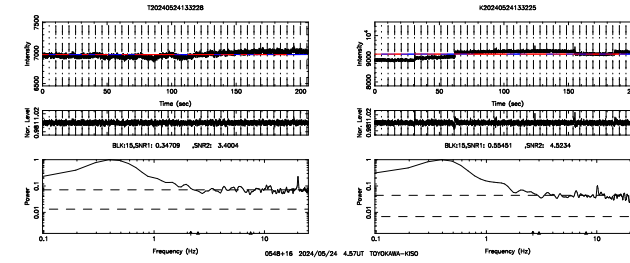 T20240524133228
K20240524133225
Intensity
7500
7000
6500
0 50 100 150 200
Time (sec)
Intensity
10⁴
9000
8000
0 50 100 150
Time (sec)
Nor. Level
0.98 1 1.02
Nor. Level
0.98 1 1.02
BLK:15,SNR1: 0.34709 ,SNR2: 3.4004
BLK:15,SNR1: 0.55451 ,SNR2: 4.5234
Power
1
0.1
0.01
0.1 1 10
Frequency (Hz)
Power
1
0.1
0.01
0.1 1 10
Frequency (Hz)
0548+16 2024/05/24 4.57UT TOYOKAWA-KISO